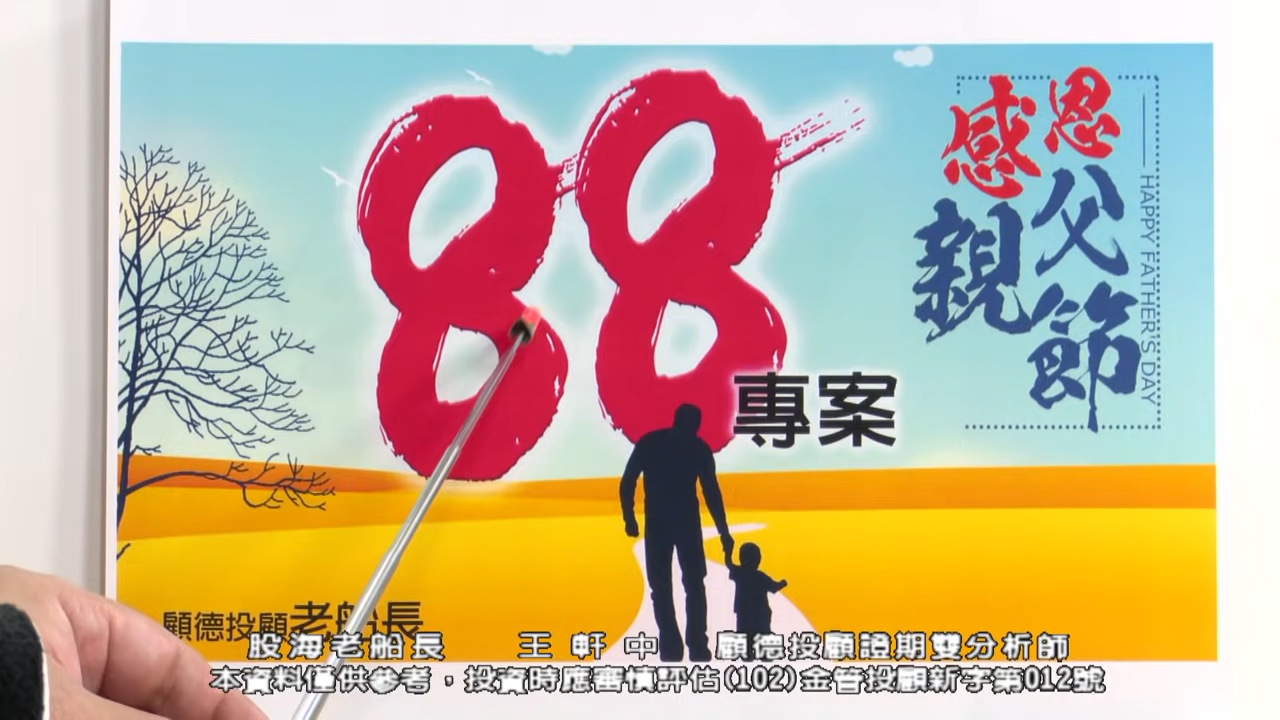 88
專案
感恩
父親節
HAPPY FATHER'S DAY
顧德投顧老船長
股海老船長 王軒中 顧德投顧證期雙分析師
本資料僅供參考，投資時應審慎評估(102)金管投顧新字第012號